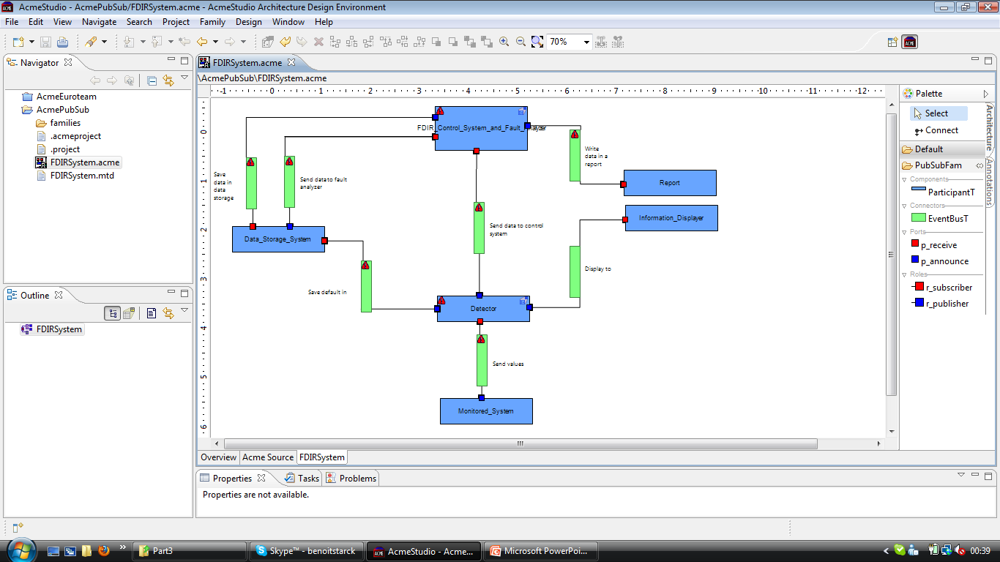 AcmeStudio - AcmePubSub/FDIRSystem.acme - AcmeStudio Architecture Design Environment
File Edit View Navigate Search Project Family Design Window Help
70%
ACME
Navigator
AcmeEuroteam
AcmePubSub
families
.acmeproject
.project
FDIRSystem.acme
FDIRSystem.mtd
Outline
FDIRSystem
FDIRSystem.acme
\AcmePubSub\FDIRSystem.acme
-1 0 1 2 3 4 5 6 7 8 9 10 11 12
0
1
2
3
4
5
6
Save
data in
data
storage
Send data to fault
analyzer
Write
data in a
report
Report
Information_Displayer
Data_Storage_System
Send data to control
system
Display to
Save default in
Detector
Send values
Monitored_System
Overview Acme Source FDIRSystem
Palette
Select
Connect
Default
PubSubFam
Components
ParticipantT
Connectors
EventBusT
Ports
p_receive
p_announce
Roles
r_subscriber
r_publisher
Architecture
Annotations
Properties Tasks Problems
Properties are not available.
Part3
Skype™ - benoitstarck
AcmeStudio - Acme...
Microsoft PowerPoi...
00:39